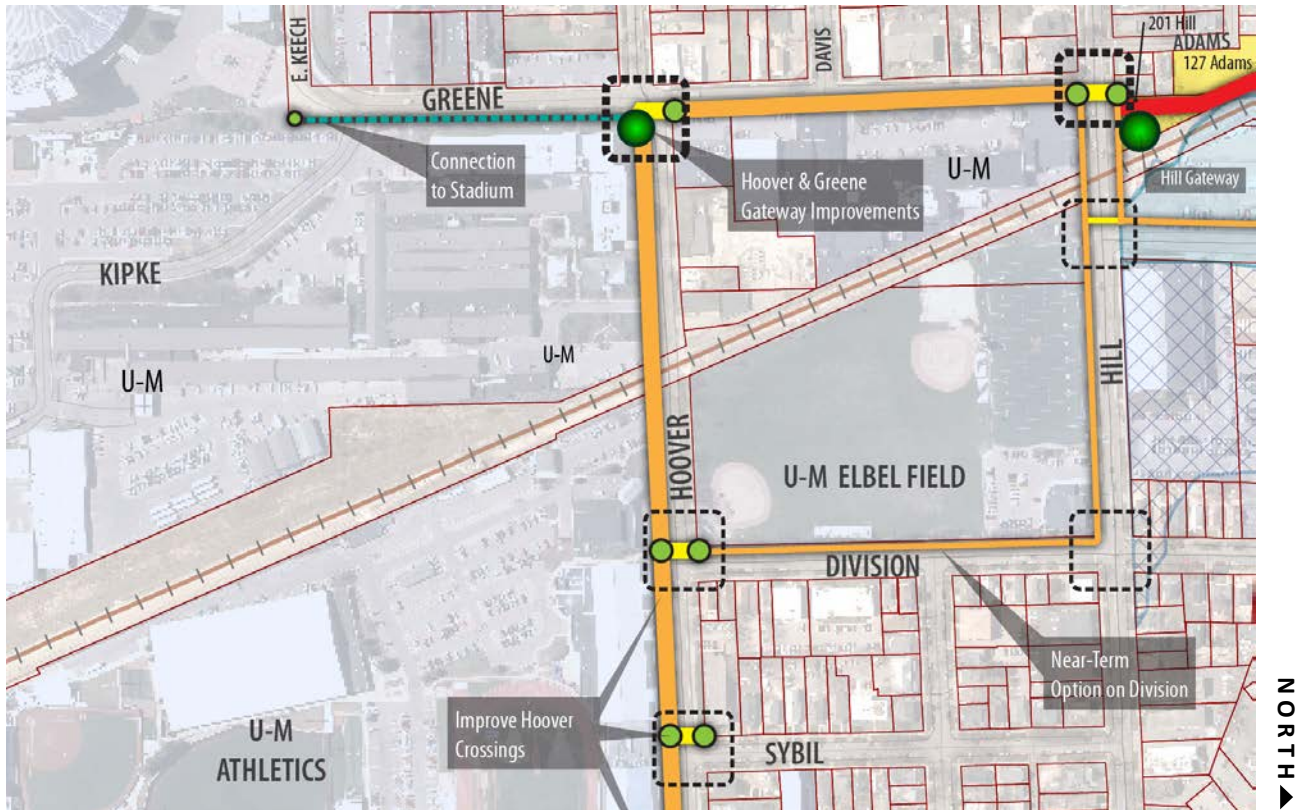 201 Hill
ADAMS
127 Adams
E. KEECH
DAVIS
GREENE
Connection
to Stadium
Hoover & Greene
Gateway Improvements
U-M
Hill Gateway
KIPKE
U-M
U-M
HILL
HOOVER
U-M ELBEL FIELD
DIVISION
Near-Term
Option on Division
Improve Hoover
Crossings
U-M
ATHLETICS
SYBIL
NORTH